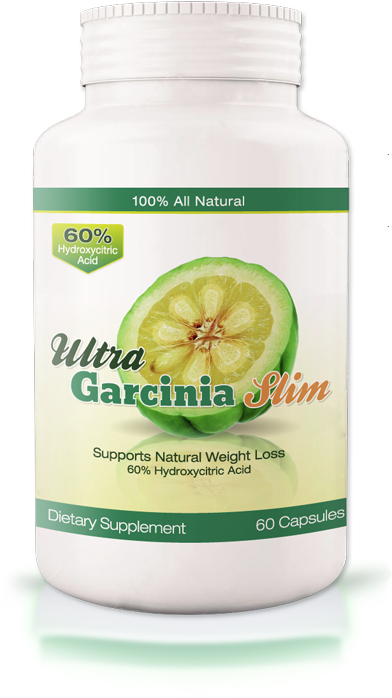 100% All Natural
60%
Hydroxycitric
Acid
Ultra
Garcinia Slim
Supports Natural Weight Loss
60% Hydroxycitric Acid
Dietary Supplement 60 Capsules